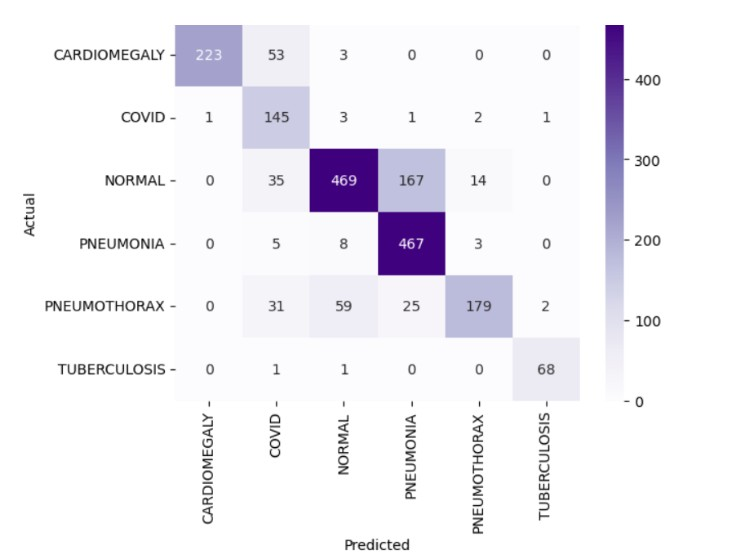 CARDIOMEGALY 223 53 3 0 0 0
COVID 1 145 3 1 2 1
NORMAL 0 35 469 167 14 0
PNEUMONIA 0 5 8 467 3 0
PNEUMOTHORAX 0 31 59 25 179 2
TUBERCULOSIS 0 1 1 0 0 68
Actual
CARDIOMEGALY
COVID
NORMAL
PNEUMONIA
PNEUMOTHORAX
TUBERCULOSIS
Predicted
400
300
200
100
0